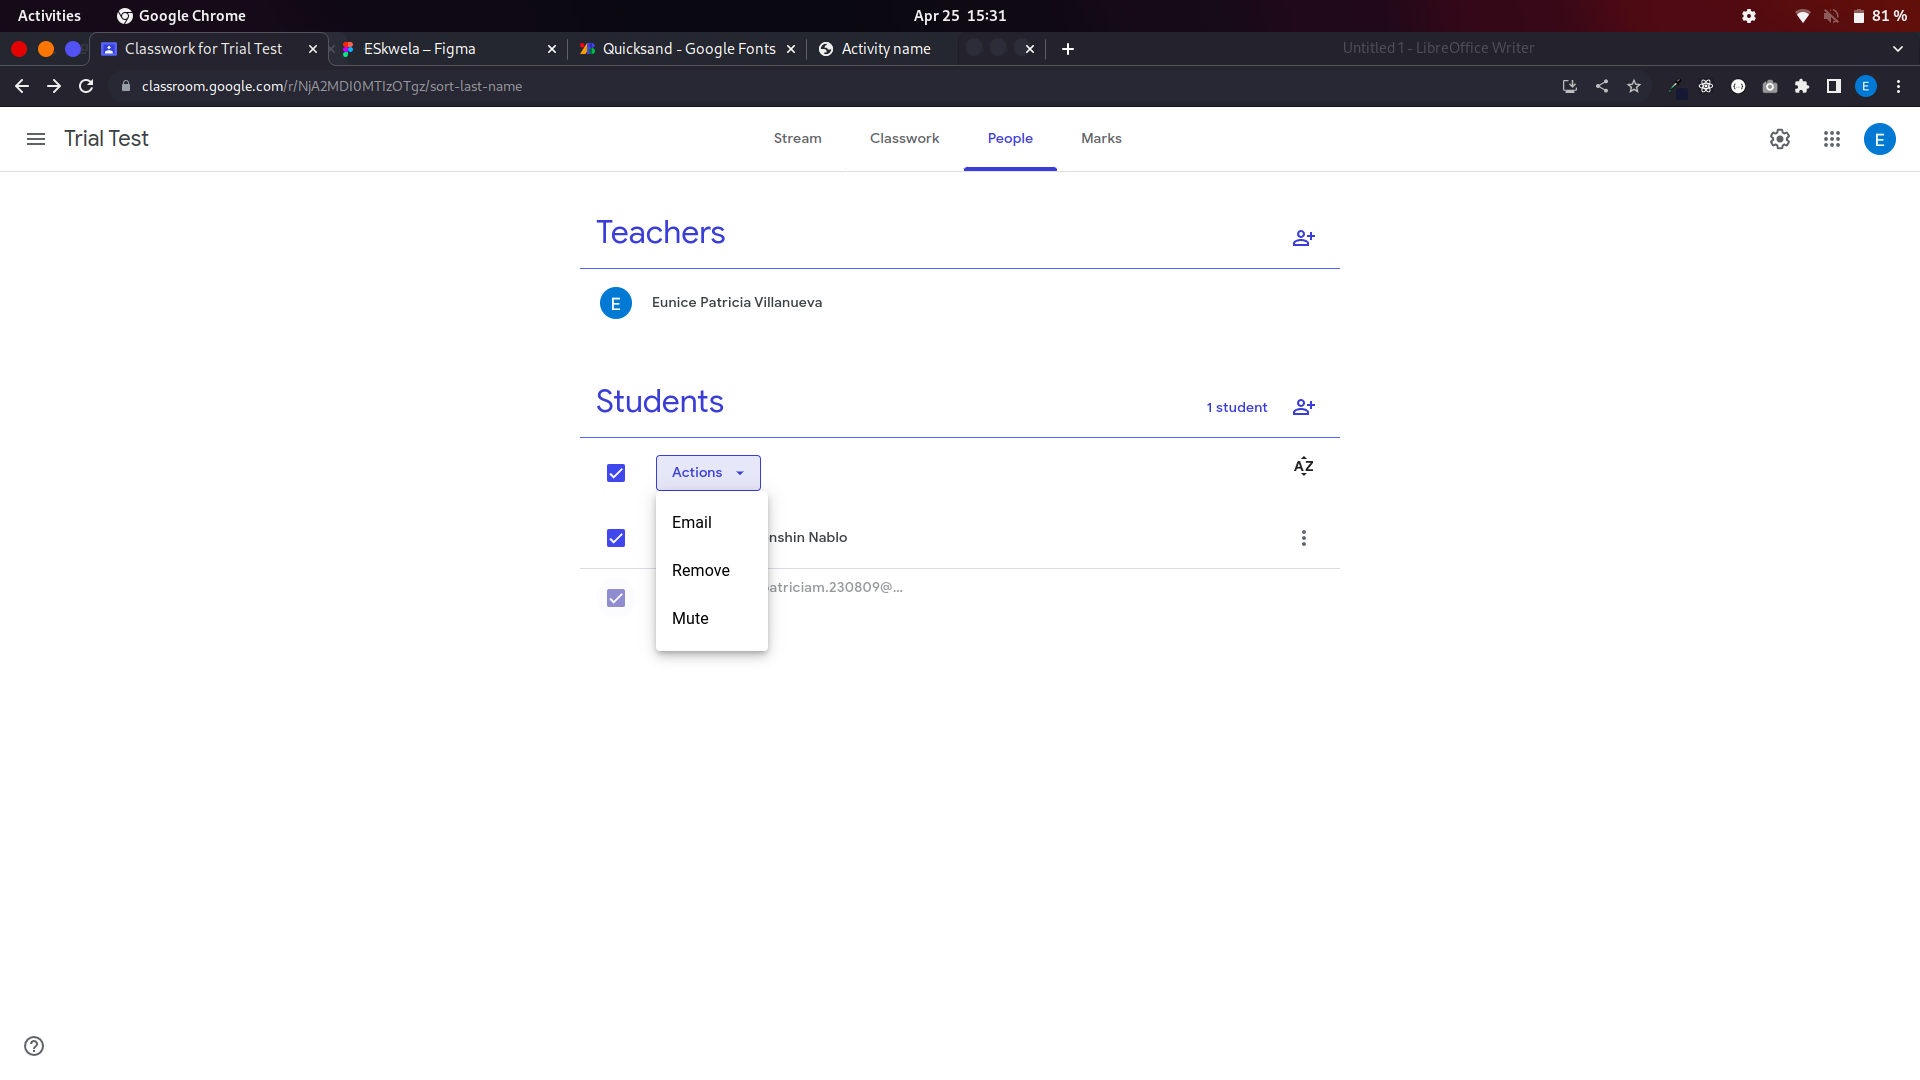 Activities Google Chrome Apr 25 15:31 81 %
Classwork for Trial Test ESkwela – Figma Quicksand - Google Fonts Activity name Untitled 1 - LibreOffice Writer
classroom.google.com/r/NjA2MDI0MTIzOTgz/sort-last-name E
Trial Test Stream Classwork People Marks E
Teachers
E Eunice Patricia Villanueva
Students 1 student
Actions AZ
Email
nshin Nablo
Remove
atriciam.230809@...
Mute